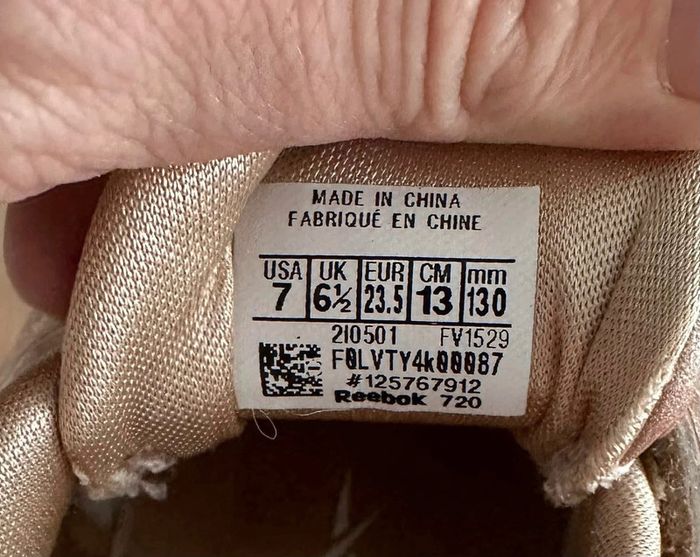 MADE IN CHINA
FABRIQUÉ EN CHINE
USA UK EUR CM mm
7 6½ 23.5 13 130
2I0501 FV1529
F0LVTY4k00087
#125767912
Reebok 720